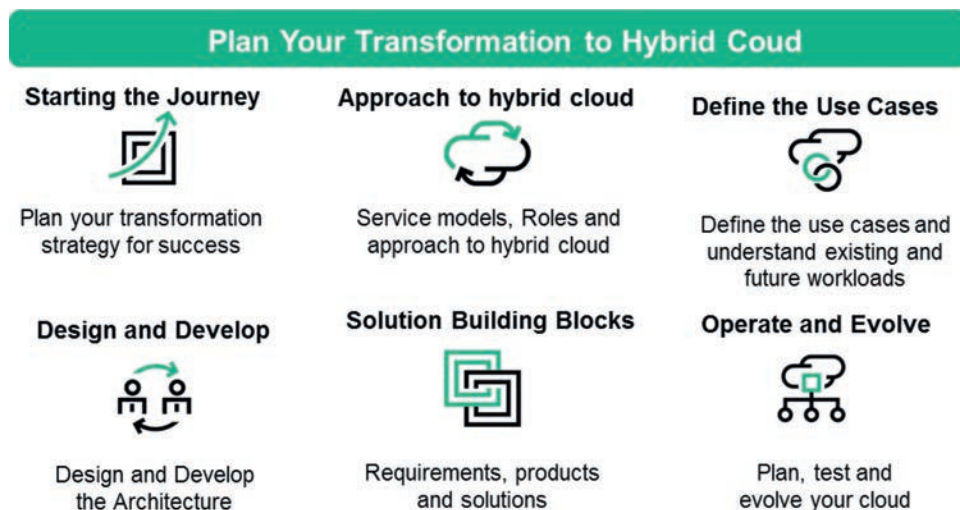 Plan Your Transformation to Hybrid Coud
Starting the Journey
Plan your transformation
strategy for success
Approach to hybrid cloud
Service models, Roles and
approach to hybrid cloud
Define the Use Cases
Define the use cases and
understand existing and
future workloads
Design and Develop
Design and Develop
the Architecture
Solution Building Blocks
Requirements, products
and solutions
Operate and Evolve
Plan, test and
evolve your cloud